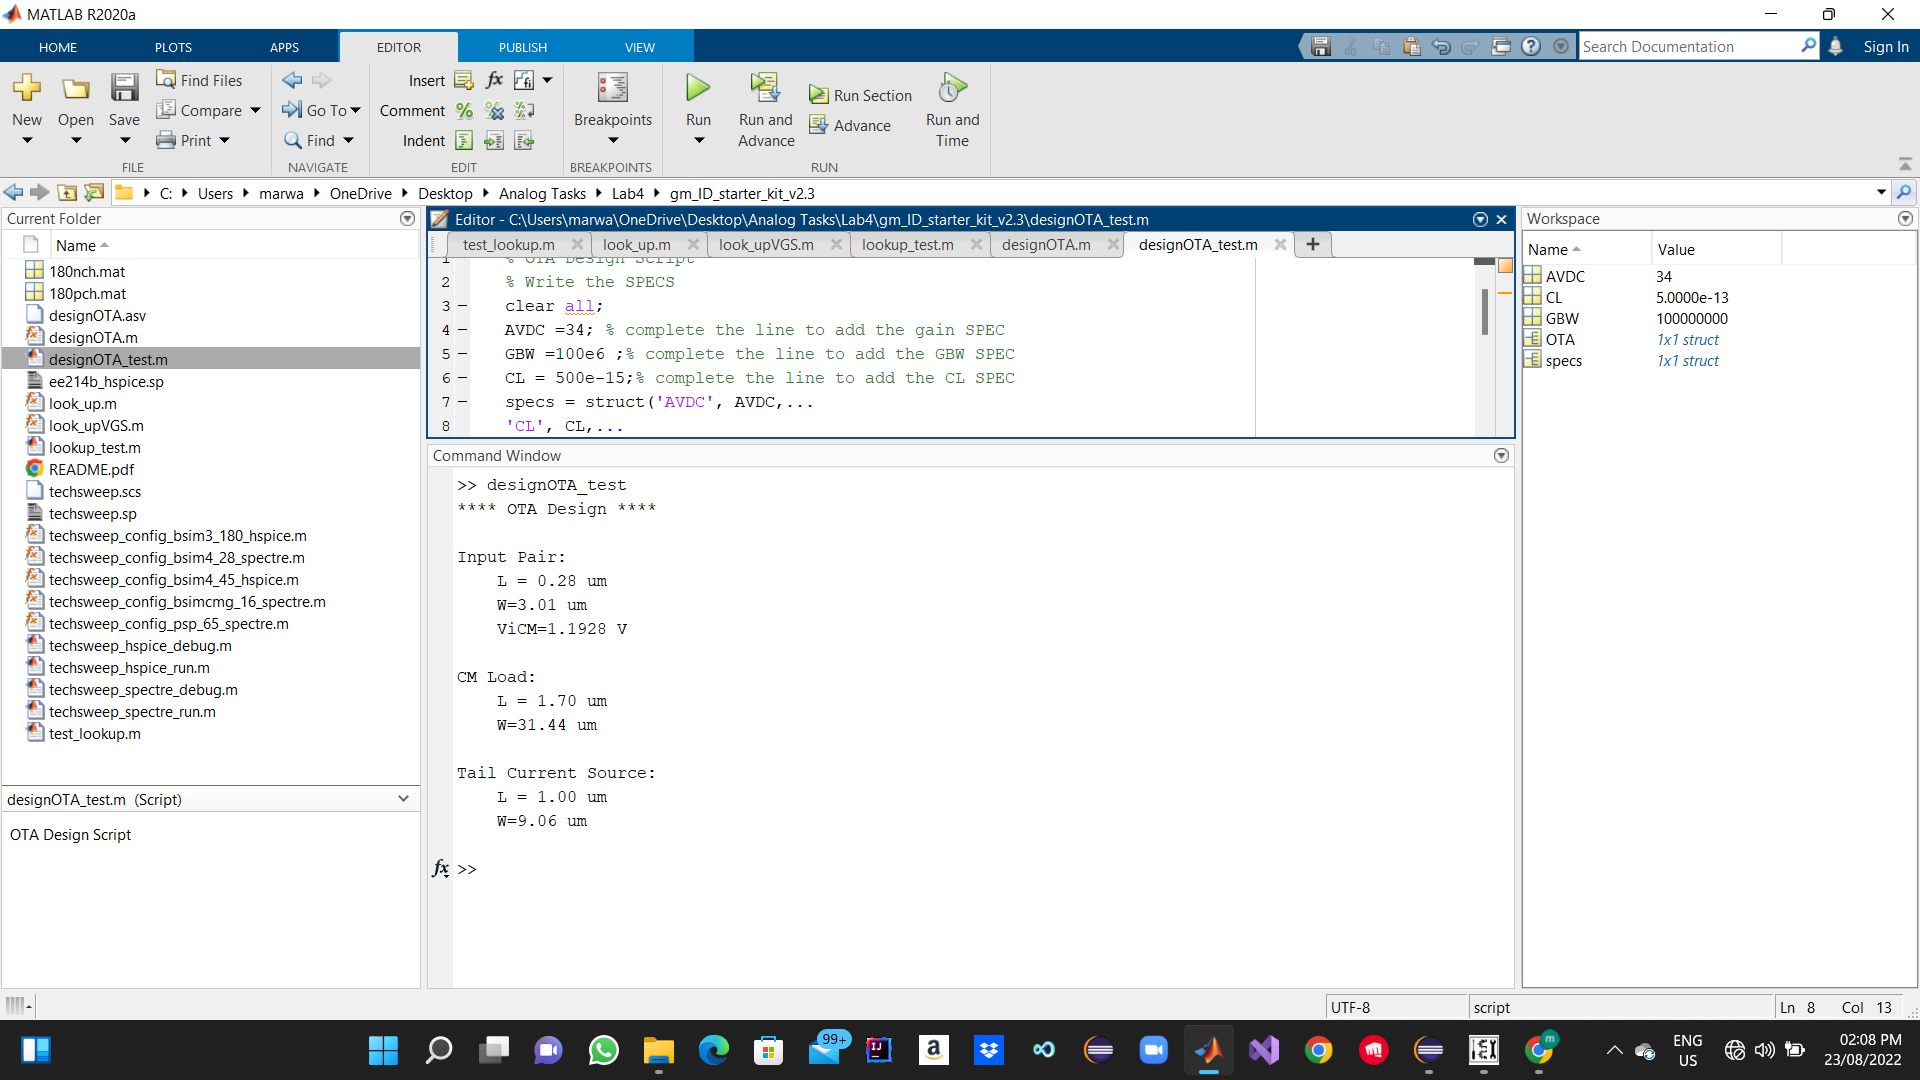 MATLAB R2020a
HOME PLOTS APPS EDITOR PUBLISH VIEW
Search Documentation
Sign In
New
Open
Save
Find Files
Compare
Print
FILE
Go To
Find
NAVIGATE
Insert
fx
Comment
Indent
EDIT
Breakpoints
BREAKPOINTS
Run
Run and Advance
Run Section
Advance
Run and Time
RUN
C: Users marwa OneDrive Desktop Analog Tasks Lab4 gm_ID_starter_kit_v2.3
Current Folder
Name
180nch.mat
180pch.mat
designOTA.asv
designOTA.m
designOTA_test.m
ee214b_hspice.sp
look_up.m
look_upVGS.m
lookup_test.m
README.pdf
techsweep.scs
techsweep.sp
techsweep_config_bsim3_180_hspice.m
techsweep_config_bsim4_28_spectre.m
techsweep_config_bsim4_45_hspice.m
techsweep_config_bsimcmg_16_spectre.m
techsweep_config_psp_65_spectre.m
techsweep_hspice_debug.m
techsweep_hspice_run.m
techsweep_spectre_debug.m
techsweep_spectre_run.m
test_lookup.m
designOTA_test.m (Script)
OTA Design Script
Editor - C:\Users\marwa\OneDrive\Desktop\Analog Tasks\Lab4\gm_ID_starter_kit_v2.3\designOTA_test.m
test_lookup.m look_up.m look_upVGS.m lookup_test.m designOTA.m designOTA_test.m
1 % OTA Design Script
2 % Write the SPECS
3 – clear all;
4 – AVDC =34; % complete the line to add the gain SPEC
5 – GBW =100e6 ;% complete the line to add the GBW SPEC
6 – CL = 500e-15;% complete the line to add the CL SPEC
7 – specs = struct('AVDC', AVDC,...
8 'CL', CL,...
Command Window
>> designOTA_test
**** OTA Design ****
Input Pair:
L = 0.28 um
W=3.01 um
ViCM=1.1928 V
CM Load:
L = 1.70 um
W=31.44 um
Tail Current Source:
L = 1.00 um
W=9.06 um
fx >>
Workspace
Name Value
AVDC 34
CL 5.0000e-13
GBW 100000000
OTA 1x1 struct
specs 1x1 struct
UTF-8
script
Ln 8 Col 13
99+
IJ
a
m
ENG
US
02:08 PM
23/08/2022